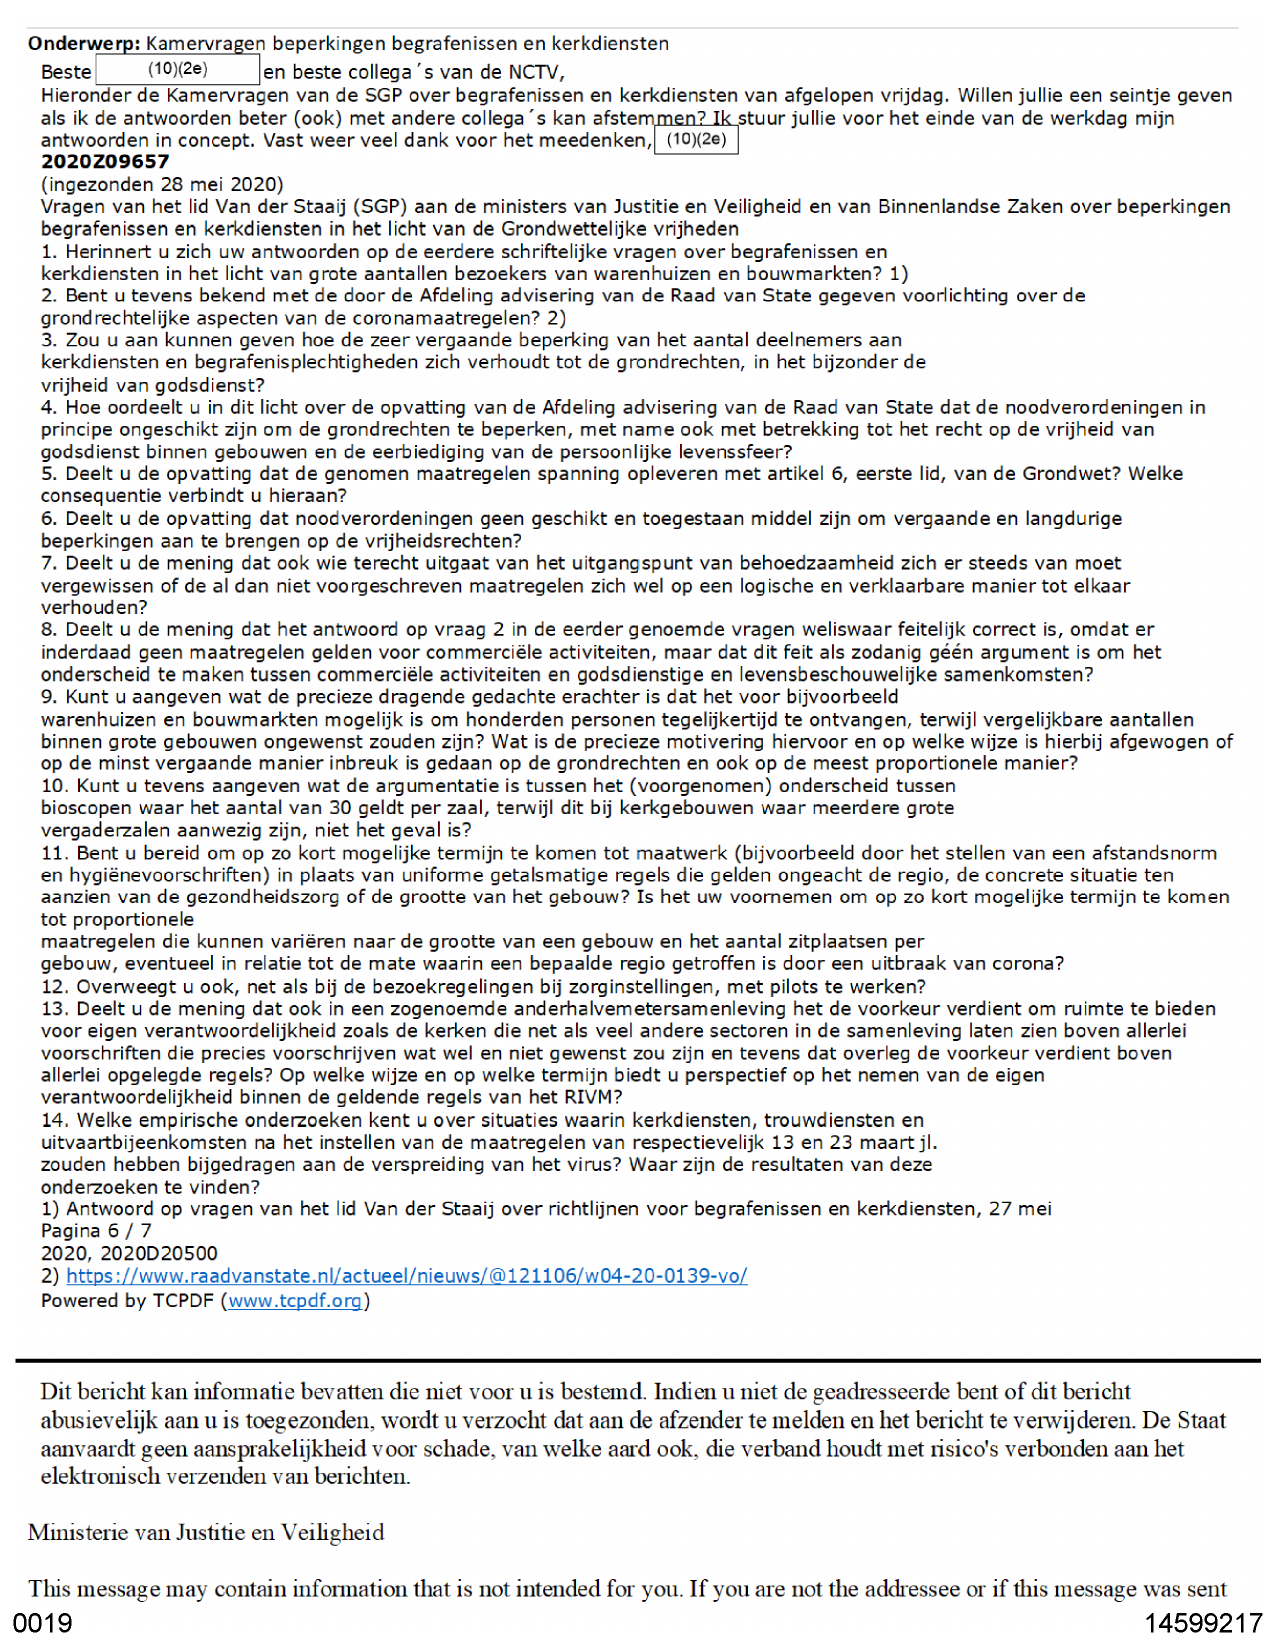 Onderwerp: Kamervragen beperkingen begrafenissen en kerkdiensten
Beste (10)(2e) en beste collega´s van de NCTV,
Hieronder de Kamervragen van de SGP over begrafenissen en kerkdiensten van afgelopen vrijdag. Willen jullie een seintje geven
als ik de antwoorden beter (ook) met andere collega´s kan afstemmen? Ik stuur jullie voor het einde van de werkdag mijn
antwoorden in concept. Vast weer veel dank voor het meedenken, (10)(2e)
2020Z09657
(ingezonden 28 mei 2020)
Vragen van het lid Van der Staaij (SGP) aan de ministers van Justitie en Veiligheid en van Binnenlandse Zaken over beperkingen
begrafenissen en kerkdiensten in het licht van de Grondwettelijke vrijheden
1. Herinnert u zich uw antwoorden op de eerdere schriftelijke vragen over begrafenissen en
kerkdiensten in het licht van grote aantallen bezoekers van warenhuizen en bouwmarkten? 1)
2. Bent u tevens bekend met de door de Afdeling advisering van de Raad van State gegeven voorlichting over de
grondrechtelijke aspecten van de coronamaatregelen? 2)
3. Zou u aan kunnen geven hoe de zeer vergaande beperking van het aantal deelnemers aan
kerkdiensten en begrafenisplechtigheden zich verhoudt tot de grondrechten, in het bijzonder de
vrijheid van godsdienst?
4. Hoe oordeelt u in dit licht over de opvatting van de Afdeling advisering van de Raad van State dat de noodverordeningen in
principe ongeschikt zijn om de grondrechten te beperken, met name ook met betrekking tot het recht op de vrijheid van
godsdienst binnen gebouwen en de eerbiediging van de persoonlijke levenssfeer?
5. Deelt u de opvatting dat de genomen maatregelen spanning opleveren met artikel 6, eerste lid, van de Grondwet? Welke
consequentie verbindt u hieraan?
6. Deelt u de opvatting dat noodverordeningen geen geschikt en toegestaan middel zijn om vergaande en langdurige
beperkingen aan te brengen op de vrijheidsrechten?
7. Deelt u de mening dat ook wie terecht uitgaat van het uitgangspunt van behoedzaamheid zich er steeds van moet
vergewissen of de al dan niet voorgeschreven maatregelen zich wel op een logische en verklaarbare manier tot elkaar
verhouden?
8. Deelt u de mening dat het antwoord op vraag 2 in de eerder genoemde vragen weliswaar feitelijk correct is, omdat er
inderdaad geen maatregelen gelden voor commerciële activiteiten, maar dat dit feit als zodanig géén argument is om het
onderscheid te maken tussen commerciële activiteiten en godsdienstige en levensbeschouwelijke samenkomsten?
9. Kunt u aangeven wat de precieze dragende gedachte erachter is dat het voor bijvoorbeeld
warenhuizen en bouwmarkten mogelijk is om honderden personen tegelijkertijd te ontvangen, terwijl vergelijkbare aantallen
binnen grote gebouwen ongewenst zouden zijn? Wat is de precieze motivering hiervoor en op welke wijze is hierbij afgewogen of
op de minst vergaande manier inbreuk is gedaan op de grondrechten en ook op de meest proportionele manier?
10. Kunt u tevens aangeven wat de argumentatie is tussen het (voorgenomen) onderscheid tussen
bioscopen waar het aantal van 30 geldt per zaal, terwijl dit bij kerkgebouwen waar meerdere grote
vergaderzalen aanwezig zijn, niet het geval is?
11. Bent u bereid om op zo kort mogelijke termijn te komen tot maatwerk (bijvoorbeeld door het stellen van een afstandsnorm
en hygiënevoorschriften) in plaats van uniforme getalsmatige regels die gelden ongeacht de regio, de concrete situatie ten
aanzien van de gezondheidszorg of de grootte van het gebouw? Is het uw voornemen om op zo kort mogelijke termijn te komen
tot proportionele
maatregelen die kunnen variëren naar de grootte van een gebouw en het aantal zitplaatsen per
gebouw, eventueel in relatie tot de mate waarin een bepaalde regio getroffen is door een uitbraak van corona?
12. Overweegt u ook, net als bij de bezoekregelingen bij zorginstellingen, met pilots te werken?
13. Deelt u de mening dat ook in een zogenoemde anderhalvemetersamenleving het de voorkeur verdient om ruimte te bieden
voor eigen verantwoordelijkheid zoals de kerken die net als veel andere sectoren in de samenleving laten zien boven allerlei
voorschriften die precies voorschrijven wat wel en niet gewenst zou zijn en tevens dat overleg de voorkeur verdient boven
allerlei opgelegde regels? Op welke wijze en op welke termijn biedt u perspectief op het nemen van de eigen
verantwoordelijkheid binnen de geldende regels van het RIVM?
14. Welke empirische onderzoeken kent u over situaties waarin kerkdiensten, trouwdiensten en
uitvaartbijeenkomsten na het instellen van de maatregelen van respectievelijk 13 en 23 maart jl.
zouden hebben bijgedragen aan de verspreiding van het virus? Waar zijn de resultaten van deze
onderzoeken te vinden?
1) Antwoord op vragen van het lid Van der Staaij over richtlijnen voor begrafenissen en kerkdiensten, 27 mei
Pagina 6 / 7
2020, 2020D20500
2) https://www.raadvanstate.nl/actueel/nieuws/@121106/w04-20-0139-vo/
Powered by TCPDF (www.tcpdf.org)
Dit bericht kan informatie bevatten die niet voor u is bestemd. Indien u niet de geadresseerde bent of dit bericht
abusievelijk aan u is toegezonden, wordt u verzocht dat aan de afzender te melden en het bericht te verwijderen. De Staat
aanvaardt geen aansprakelijkheid voor schade, van welke aard ook, die verband houdt met risico's verbonden aan het
elektronisch verzenden van berichten.
Ministerie van Justitie en Veiligheid
This message may contain information that is not intended for you. If you are not the addressee or if this message was sent
0019
14599217